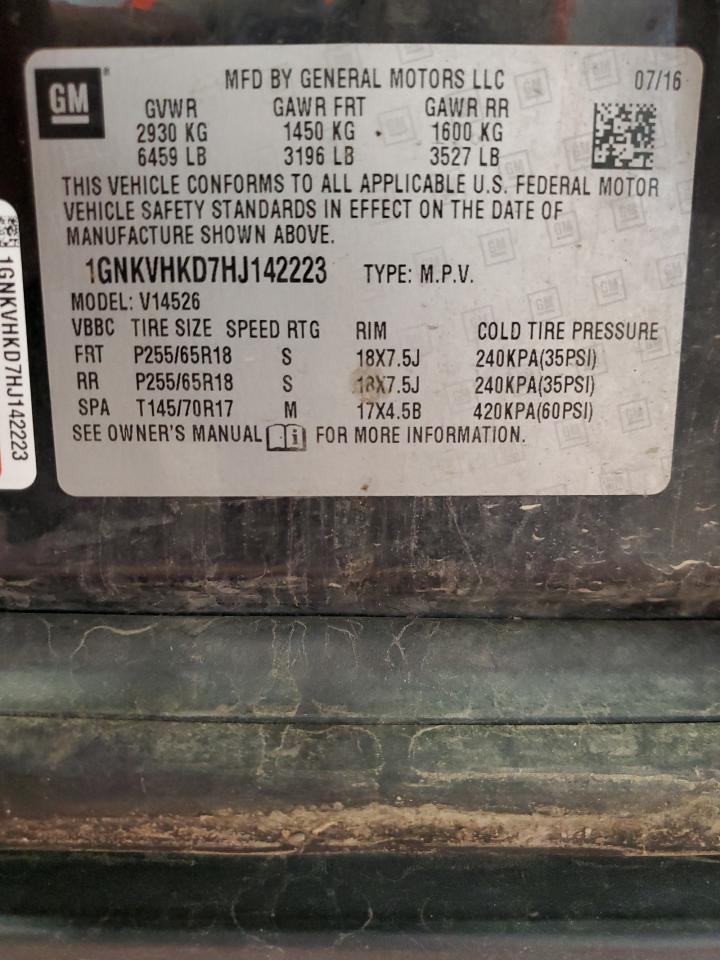 GM
MFD BY GENERAL MOTORS LLC 07/16
GVWR GAWR FRT GAWR RR
2930 KG 1450 KG 1600 KG
6459 LB 3196 LB 3527 LB
THIS VEHICLE CONFORMS TO ALL APPLICABLE U.S. FEDERAL MOTOR
VEHICLE SAFETY STANDARDS IN EFFECT ON THE DATE OF
MANUFACTURE SHOWN ABOVE.
1GNKVHKD7HJ142223 TYPE: M.P.V.
MODEL: V14526
VBBC TIRE SIZE SPEED RTG RIM COLD TIRE PRESSURE
FRT P255/65R18 S 18X7.5J 240KPA(35PSI)
RR P255/65R18 S 18X7.5J 240KPA(35PSI)
SPA T145/70R17 M 17X4.5B 420KPA(60PSI)
SEE OWNER'S MANUAL i FOR MORE INFORMATION.
1GNKVHKD7HJ142223